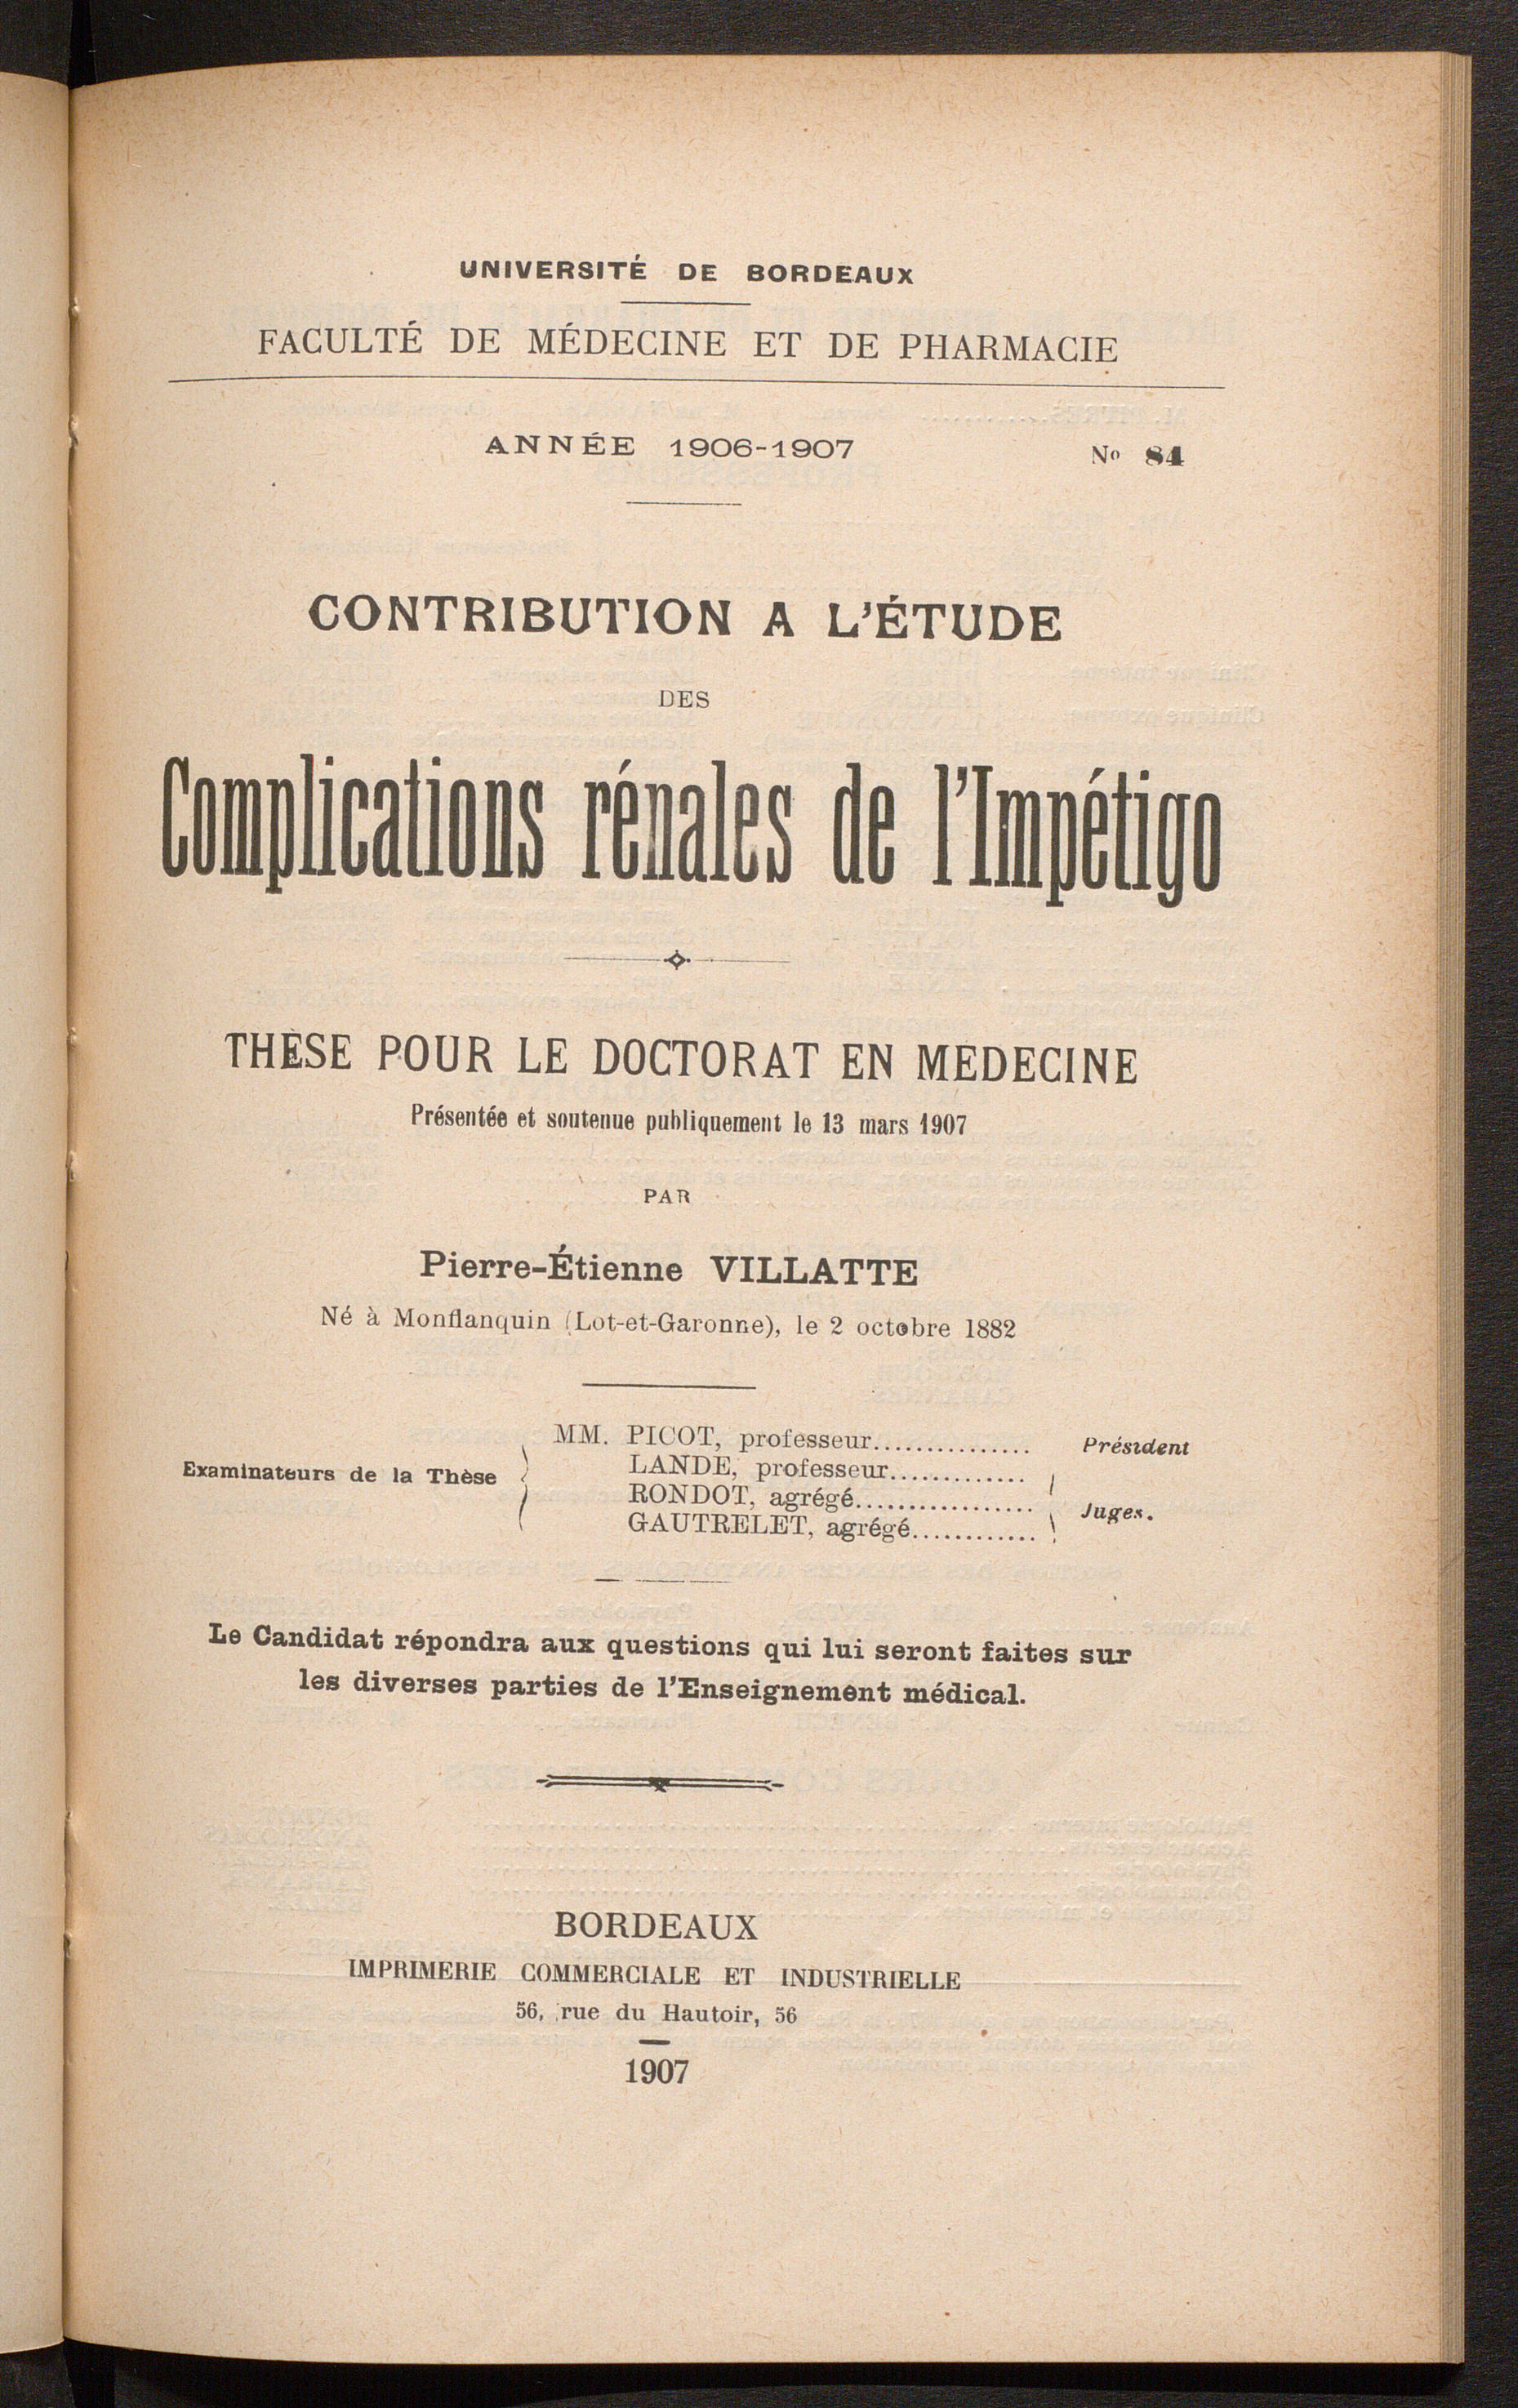 UNIVERSITÉ DE BORDEAUX
FACULTÉ DE MÉDECINE ET DE PHARMACIE
ANNÉE 1906-1907 No 84
CONTRIBUTION A L'ÉTUDE
DES
Complications rénales de l'Impétigo
THÈSE POUR LE DOCTORAT EN MEDECINE
Présentée et soutenue publiquement le 13 mars 1907
PAR
Pierre-Étienne VILLATTE
Né à Monflanquin (Lot-et-Garonne), le 2 octobre 1882
MM. PICOT, professeur............... Président
LANDE, professeur.............
Examinateurs de la Thèse
RONDOT, agrégé..................
Juges.
GAUTRELET, agrégé............
Le Candidat répondra aux questions qui lui seront faites sur
les diverses parties de l'Enseignement médical.
BORDEAUX
IMPRIMERIE COMMERCIALE ET INDUSTRIELLE
56, rue du Hautoir, 56
1907